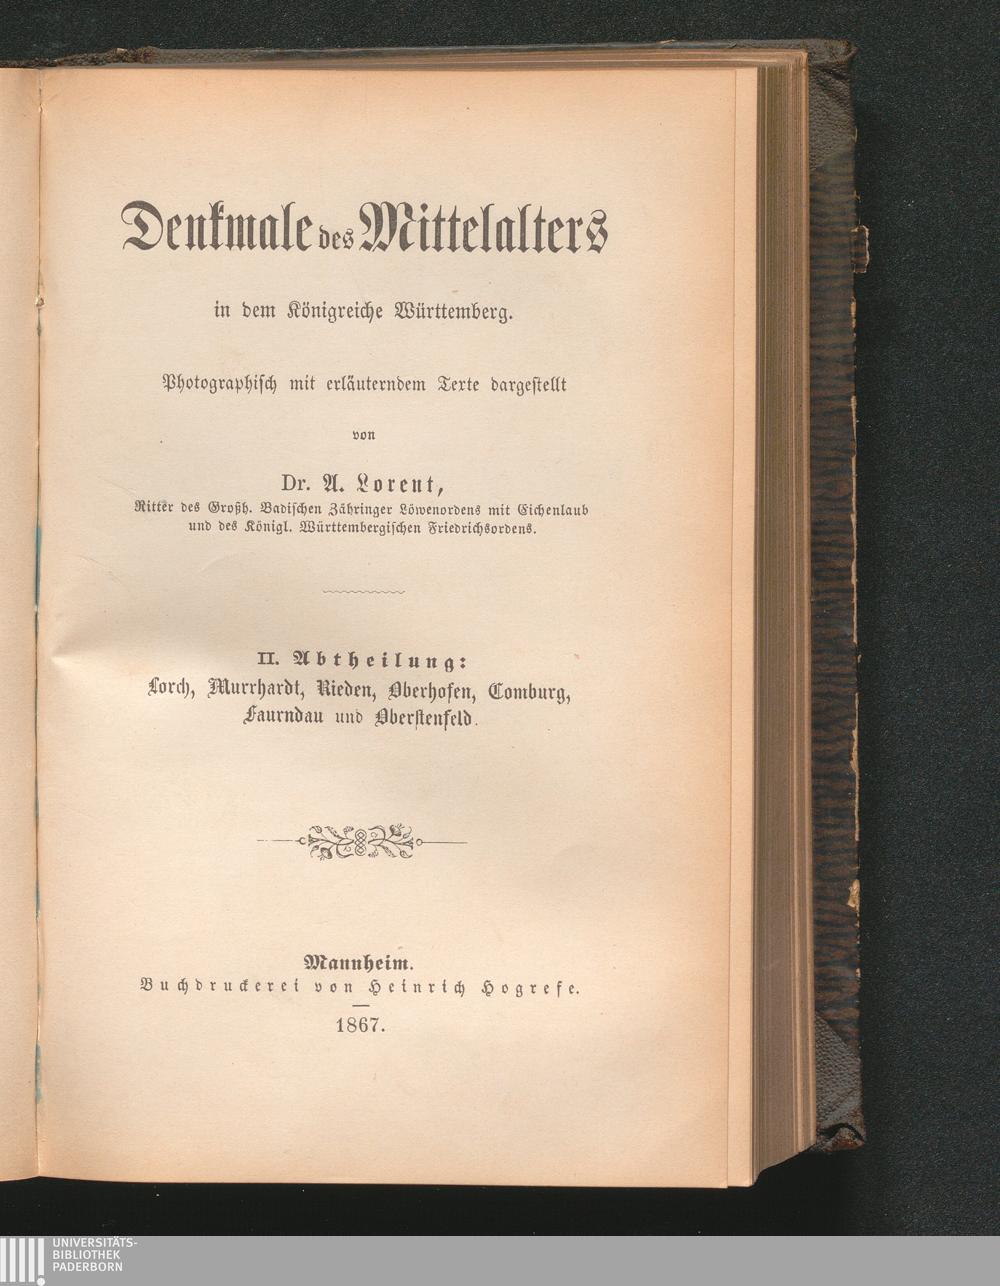 Denkmale des Mittelalters
in dem Königreiche Württemberg.
Photographisch mit erläuterndem Texte dargestellt
von
Dr. A. Lorent,
Ritter des Großh. Badischen Zähringer Löwenordens mit Eichenlaub
und des Königl. Württembergischen Friedrichsordens.
II. Abtheilung:
Lorch, Murrhardt, Rieden, Oberhofen, Comburg,
Faurndau und Oberstenfeld.
Mannheim.
Buchdruckerei von Heinrich Hogrefe.
1867.
UNIVERSITÄTS-
BIBLIOTHEK
PADERBORN